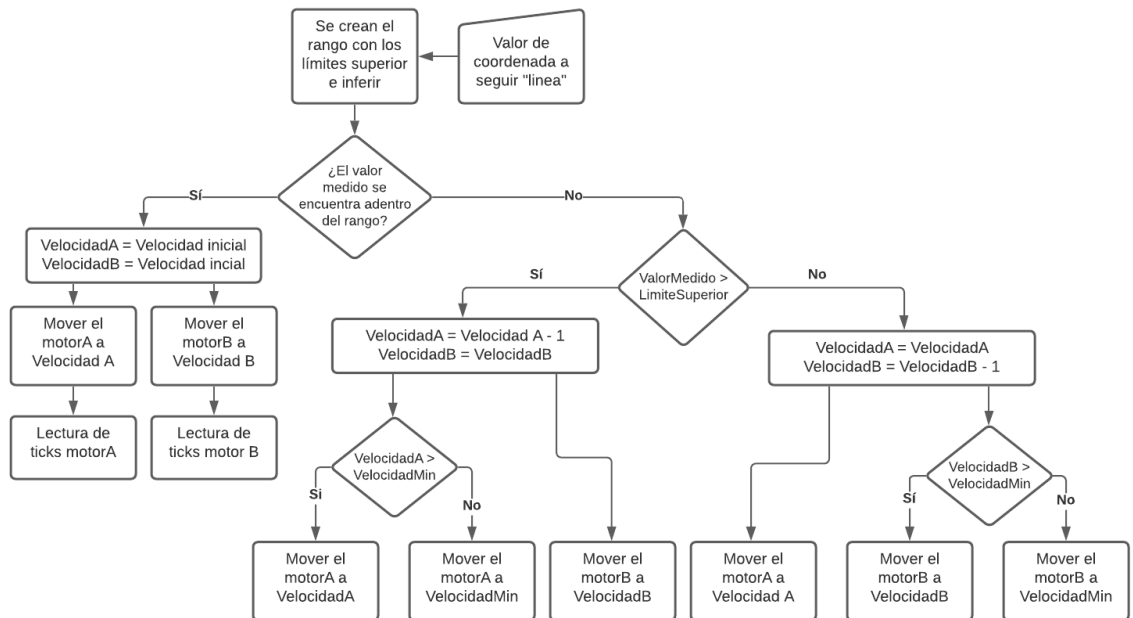 Se crean el
rango con los
límites superior
e inferir
Valor de
coordenada a
seguir "linea"
¿El valor
medido se
encuentra adentro
del rango?
Sí
No
VelocidadA = Velocidad inicial
VelocidadB = Velocidad incial
Mover el
motorA a
Velocidad A
Mover el
motorB a
Velocidad B
Lectura de
ticks motorA
Lectura de
ticks motor B
ValorMedido >
LimiteSuperior
Sí
No
VelocidadA = Velocidad A - 1
VelocidadB = VelocidadB
VelocidadA = VelocidadA
VelocidadB = VelocidadB - 1
VelocidadA >
VelocidadMin
Si
No
VelocidadB >
VelocidadMin
Sí
No
Mover el
motorA a
VelocidadA
Mover el
motorA a
VelocidadMin
Mover el
motorB a
VelocidadB
Mover el
motorA a
Velocidad A
Mover el
motorB a
VelocidadB
Mover el
motorB a
VelocidadMin